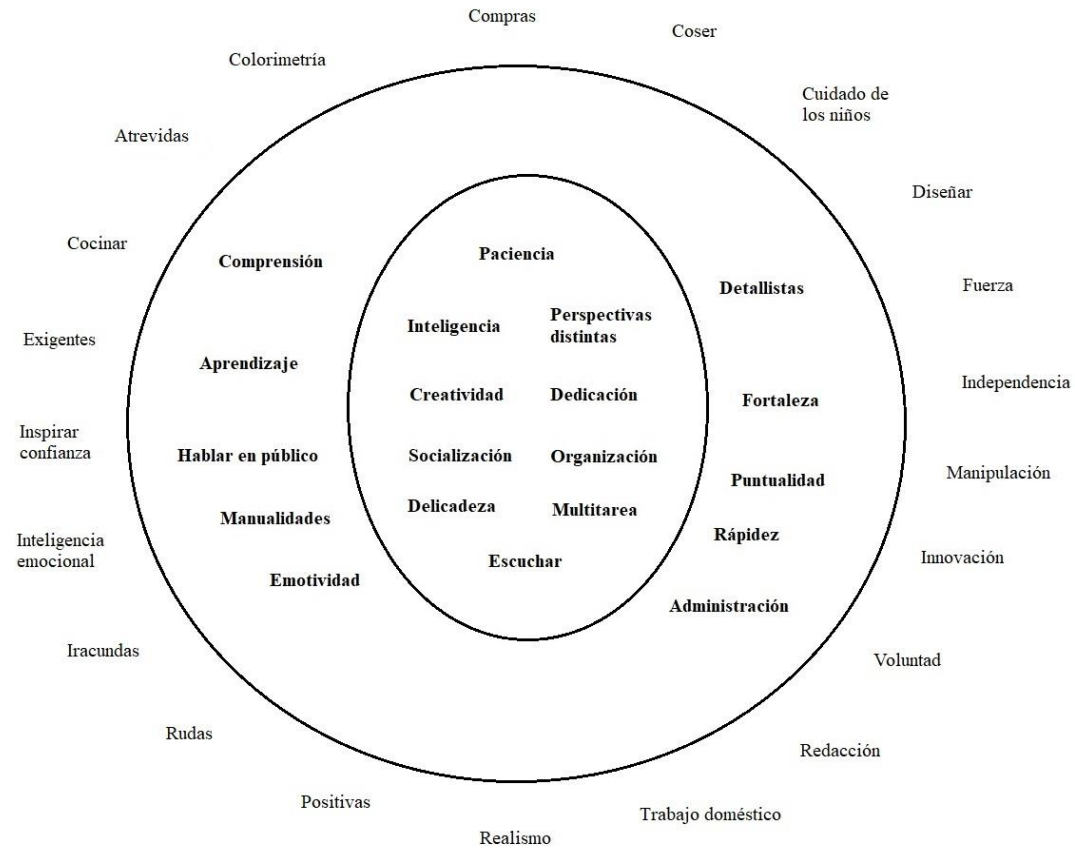 Compras
Coser
Colorimetría
Cuidado de
los niños
Atrevidas
Diseñar
Cocinar
Comprensión
Paciencia
Detallistas
Fuerza
Inteligencia
Perspectivas
distintas
Exigentes
Aprendizaje
Independencia
Creatividad
Dedicación
Fortaleza
Inspirar
confianza
Hablar en público
Socialización
Organización
Puntualidad
Manipulación
Delicadeza
Multitarea
Manualidades
Rápidez
Inteligencia
emocional
Escuchar
Innovación
Emotividad
Administración
Iracundas
Voluntad
Rudas
Redacción
Positivas
Trabajo doméstico
Realismo